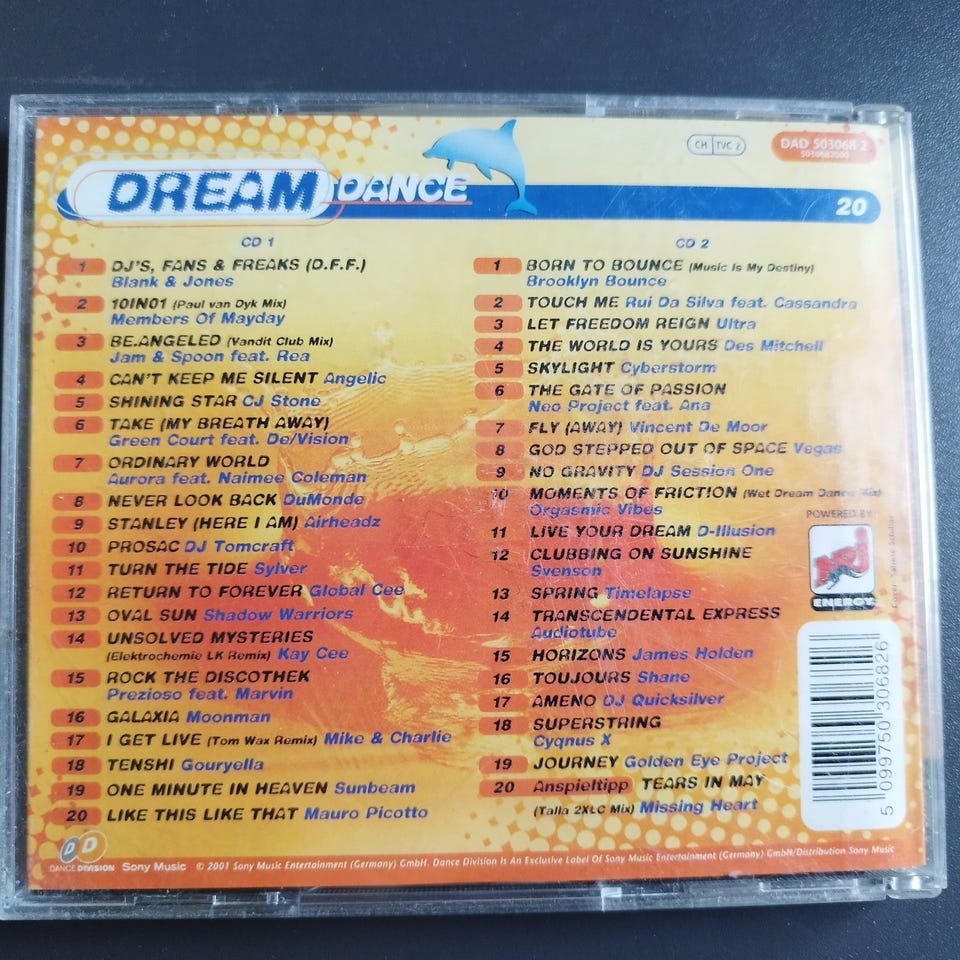 DREAM DANCE
CH TVC 2
DAD 503068 2
5030682000
20
CD 1
1 DJ'S, FANS & FREAKS (D.F.F.)
Blank & Jones
2 10IN01 (Paul van Dyk Mix)
Members Of Mayday
3 BE.ANGELED (Vandit Club Mix)
Jam & Spoon feat. Rea
4 CAN'T KEEP ME SILENT Angelic
5 SHINING STAR CJ Stone
6 TAKE (MY BREATH AWAY)
Green Court feat. De/Vision
7 ORDINARY WORLD
Aurora feat. Naimee Coleman
8 NEVER LOOK BACK DuMonde
9 STANLEY (HERE I AM) Airheadz
10 PROSAC DJ Tomcraft
11 TURN THE TIDE Sylver
12 RETURN TO FOREVER Global Cee
13 OVAL SUN Shadow Warriors
14 UNSOLVED MYSTERIES
(Elektrochemie LK Remix) Kay Cee
15 ROCK THE DISCOTHEK
Prezioso feat. Marvin
16 GALAXIA Moonman
17 I GET LIVE (Tom Wax Remix) Mike & Charlie
18 TENSHI Gouryella
19 ONE MINUTE IN HEAVEN Sunbeam
20 LIKE THIS LIKE THAT Mauro Picotto
CD 2
1 BORN TO BOUNCE (Music Is My Destiny)
Brooklyn Bounce
2 TOUCH ME Rui Da Silva feat. Cassandra
3 LET FREEDOM REIGN Ultra
4 THE WORLD IS YOURS Des Mitchell
5 SKYLIGHT Cyberstorm
6 THE GATE OF PASSION
Neo Project feat. Ana
7 FLY (AWAY) Vincent De Moor
8 GOD STEPPED OUT OF SPACE Vegas
9 NO GRAVITY DJ Session One
10 MOMENTS OF FRICTION (Wet Dream Dance Mix)
Orgasmic Vibes
11 LIVE YOUR DREAM D-Illusion
12 CLUBBING ON SUNSHINE
Svenson
13 SPRING Timelapse
14 TRANSCENDENTAL EXPRESS
Audiotube
15 HORIZONS James Holden
16 TOUJOURS Shane
17 AMENO DJ Quicksilver
18 SUPERSTRING
Cygnus X
19 JOURNEY Golden Eye Project
20 Anspieltipp TEARS IN MAY
(Talla 2XLC Mix) Missing Heart
POWERED BY
NRJ
ENERGY
5 099750 306826
DD
DANCE DIVISION Sony Music © 2001 Sony Music Entertainment (Germany) GmbH. Dance Division Is An Exclusive Label Of Sony Music Entertainment (Germany) GmbH/Distribution Sony Music